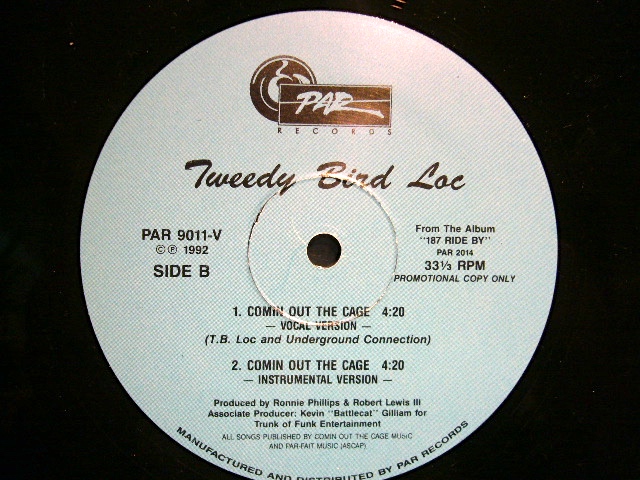 PAR
RECORDS
Tweedy Bird Loc
PAR 9011-V
© ℗ 1992
SIDE B
From The Album
"187 RIDE BY"
PAR 2014
33⅓ RPM
PROMOTIONAL COPY ONLY
1. COMIN OUT THE CAGE 4:20
— VOCAL VERSION —
(T.B. Loc and Underground Connection)
2. COMIN OUT THE CAGE 4:20
— INSTRUMENTAL VERSION —
Produced by Ronnie Phillips & Robert Lewis III
Associate Producer: Kevin "Battlecat" Gilliam for
Trunk of Funk Entertainment
ALL SONGS PUBLISHED BY COMIN OUT THE CAGE MUSIC
AND PAR-FAIT MUSIC (ASCAP)
MANUFACTURED AND DISTRIBUTED BY PAR RECORDS